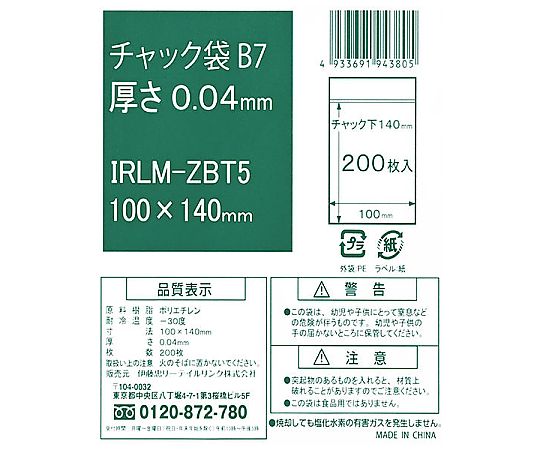 チャック袋 B7
厚さ 0.04mm
IRLM-ZBT5
100×140mm
4 933691 943805
チャック下140mm
200枚入
100mm
プラ
紙
外袋 PE ラベル 紙
品質表示
原料樹脂 ポリエチレン
耐冷温度 -30度
寸法 100×140mm
厚さ 0.04mm
枚数 200枚
取扱い上の注意 火のそばに置かないでください。
販売元 伊藤忠リーテイルリンク株式会社
〒104-0032
東京都中央区八丁堀4-7-1第3桜橋ビル5F
0120-872-780
警告
●この袋は、幼児や子供にとって窒息など
の危険が伴うものです。幼児や子供の
手の届かないところに保管してください。
注意
●突起物のあるものを入れると、材質上
破れることがありますのでご注意ください。
●この袋は食品用ではありません。
●焼却しても塩化水素の有害ガスを発生しません。
MADE IN CHINA